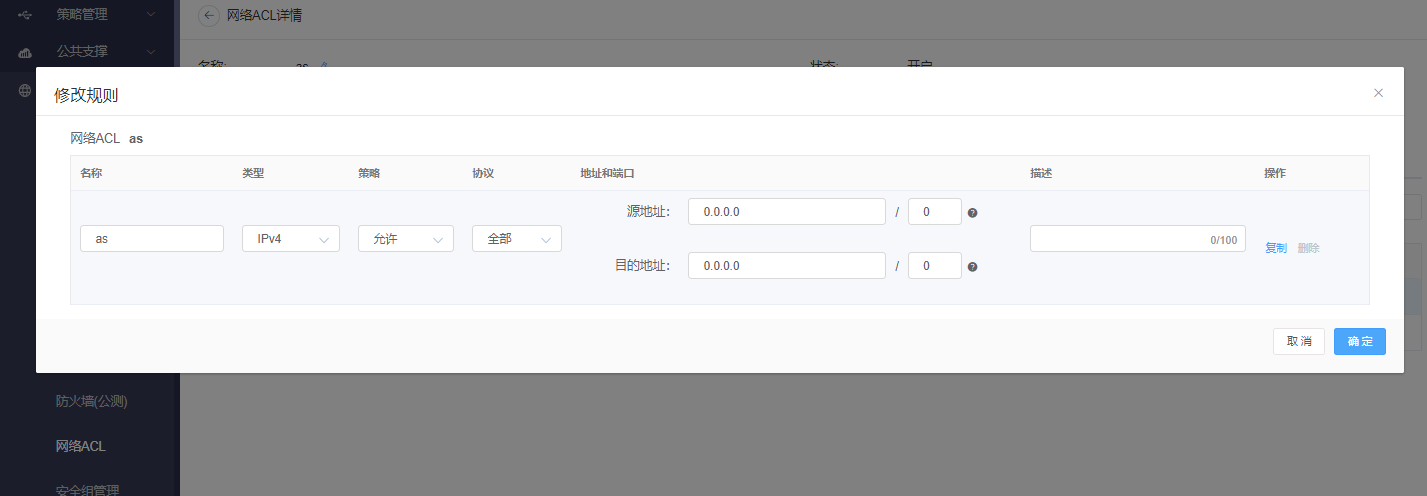 策略管理
网络ACL详情
公共支撑
名称: as
状态: 开启
修改规则
网络ACL as
名称 类型 策略 协议 地址和端口 描述 操作
源地址: 0.0.0.0 / 0
as IPv4 允许 全部 0/100 复制 删除
目的地址: 0.0.0.0 / 0
取消 确定
防火墙(公测)
网络ACL
安全组管理